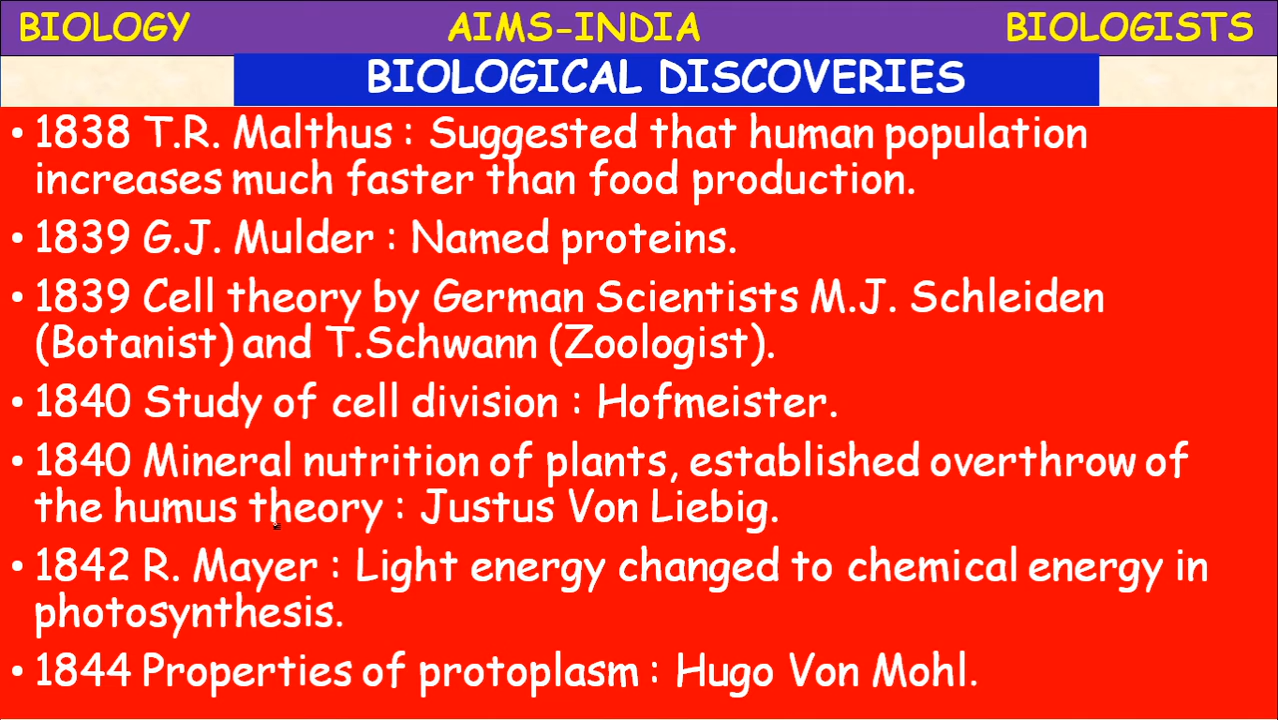 BIOLOGY AIMS-INDIA BIOLOGISTS
BIOLOGICAL DISCOVERIES
• 1838 T.R. Malthus : Suggested that human population
increases much faster than food production.
• 1839 G.J. Mulder : Named proteins.
• 1839 Cell theory by German Scientists M.J. Schleiden
(Botanist) and T.Schwann (Zoologist).
• 1840 Study of cell division : Hofmeister.
• 1840 Mineral nutrition of plants, established overthrow of
the humus theory : Justus Von Liebig.
• 1842 R. Mayer : Light energy changed to chemical energy in
photosynthesis.
• 1844 Properties of protoplasm : Hugo Von Mohl.